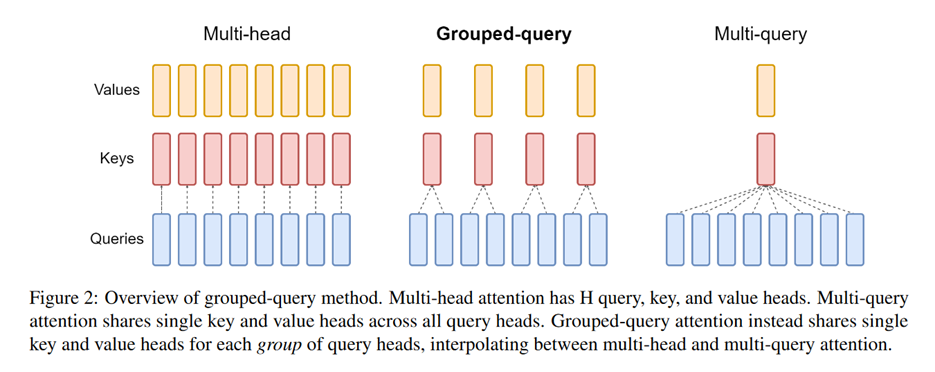 Multi-head
Grouped-query
Multi-query
Values
Keys
Queries
Figure 2: Overview of grouped-query method. Multi-head attention has H query, key, and value heads. Multi-query
attention shares single key and value heads across all query heads. Grouped-query attention instead shares single
key and value heads for each group of query heads, interpolating between multi-head and multi-query attention.